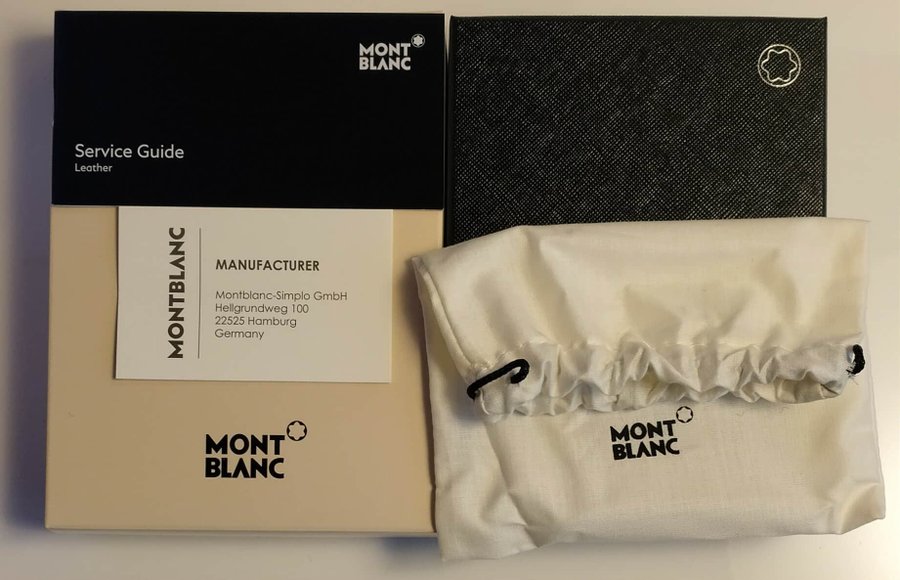 MONT
BLANC
Service Guide
Leather
MONTBLANC
MANUFACTURER
Montblanc-Simplo GmbH
Hellgrundweg 100
22525 Hamburg
Germany
MONT
BLANC
MONT
BLANC